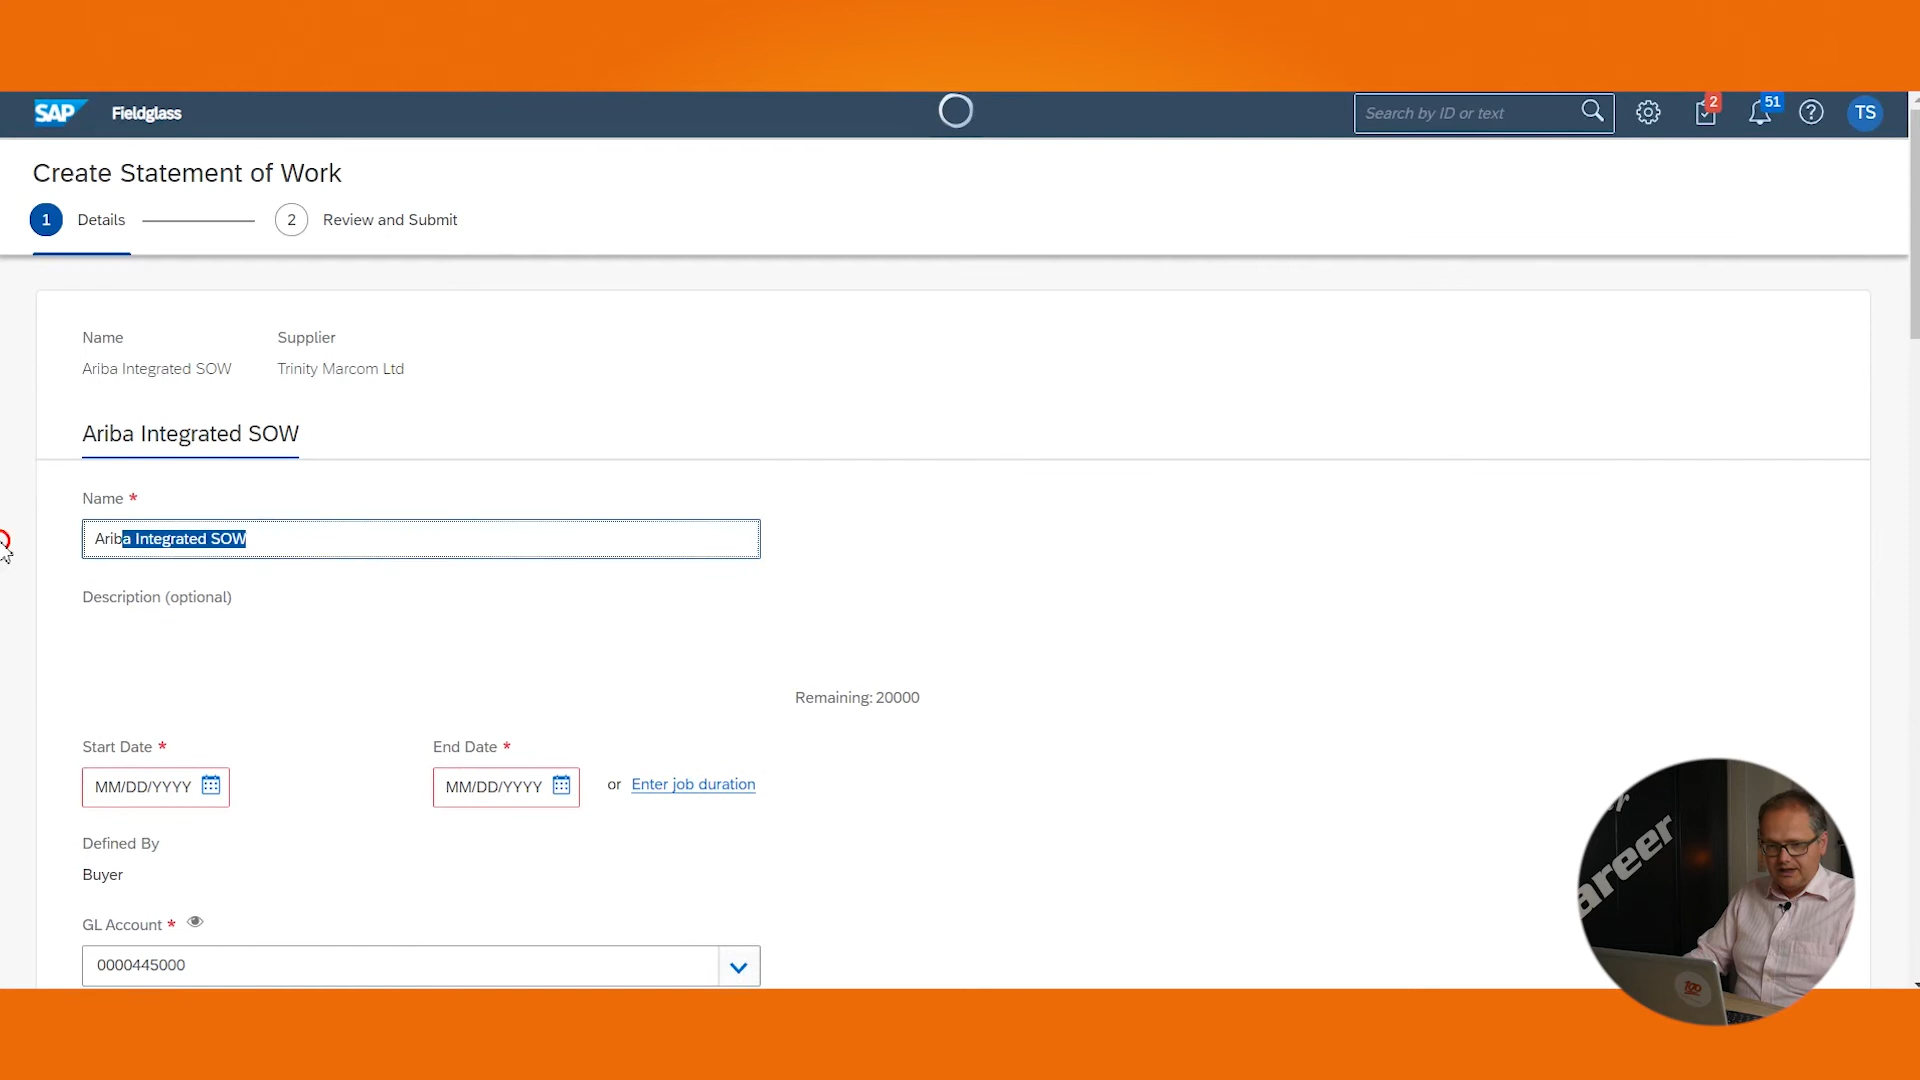 SAP Fieldglass
Search by ID or text
2
51
TS
Create Statement of Work
1 Details
2 Review and Submit
Name
Supplier
Ariba Integrated SOW
Trinity Marcom Ltd
Ariba Integrated SOW
Name *
Ariba Integrated SOW
Description (optional)
Remaining: 20000
Start Date *
End Date *
MM/DD/YYYY
MM/DD/YYYY
or Enter job duration
Defined By
Buyer
GL Account *
0000445000
areer
100